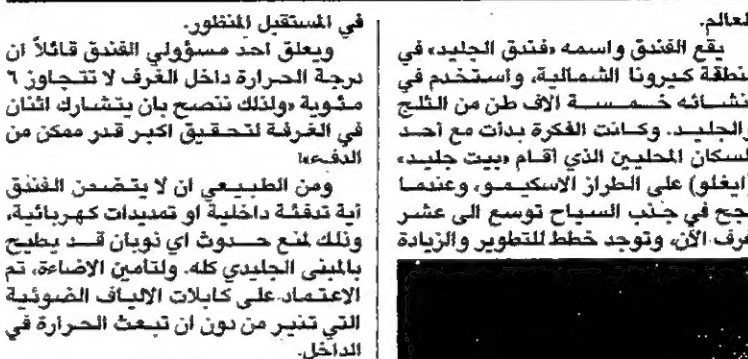 العالم.
يقع الفندق واسمه «فندق الجليد» في
منطقة كيرونا الشمالية، واستخدم في
انشائه خمسة آلاف طن من الثلج
والجليد. وكانت الفكرة بدأت مع أحد
السكان المحليين الذي أقام «بيت جليد»
(ايغلو) على الطراز الاسكيمو، وعندما
نجح في جذب السياح توسع الى عشر
غرف الآن، وتوجد خطط للتطوير والزيادة
في المستقبل المنظور.
ويعلق احد مسؤولي الفندق قائلاً ان
درجة الحرارة داخل الغرف لا تتجاوز ٦
مئوية «ولذلك ننصح بان يتشارك اثنان
في الغرفة لتحقيق اكبر قدر ممكن من
الدفء»!
ومن الطبيعي ان لا يتضمن الفندق
أية تدفئة داخلية او تمديدات كهربائية،
وذلك لمنع حدوث اي ذوبان قد يطيح
بالمبنى الجليدي كله. ولتأمين الاضاءة، تم
الاعتماد على كابلات الالياف الضوئية
التي تنير من دون ان تبعث الحرارة في
الداخل.